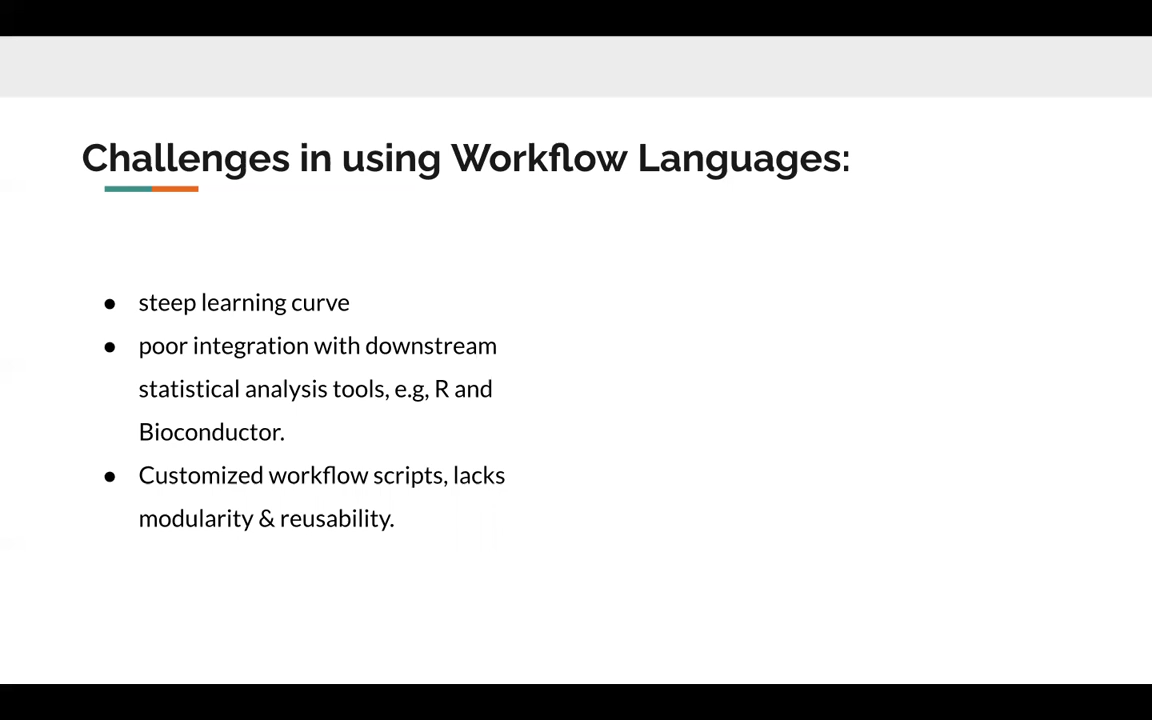 Challenges in using Workflow Languages:
● steep learning curve
● poor integration with downstream
statistical analysis tools, e.g, R and
Bioconductor.
● Customized workflow scripts, lacks
modularity & reusability.